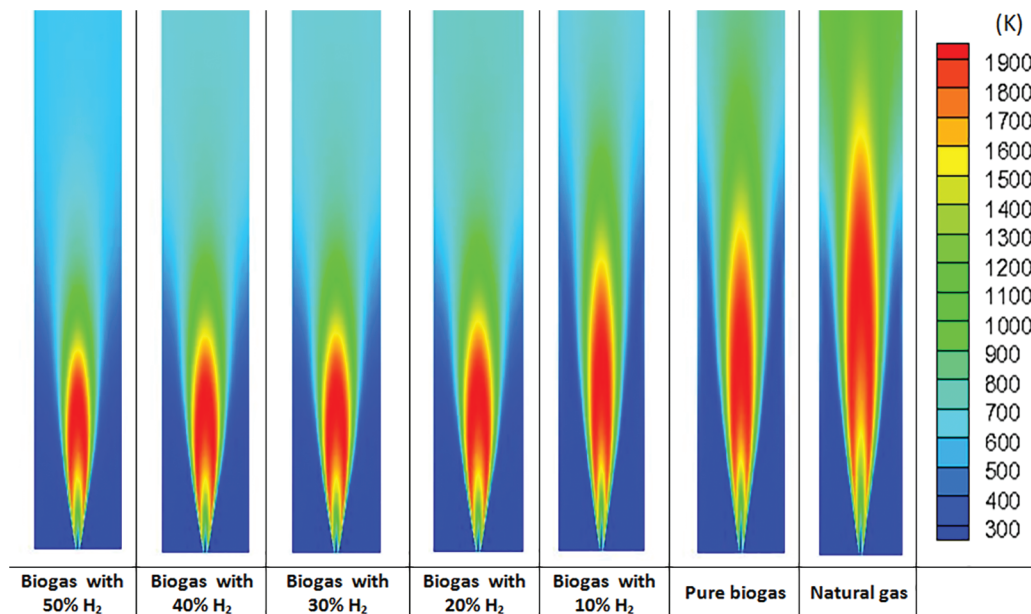 (K)
1900
1800
1700
1600
1500
1400
1300
1200
1100
1000
900
800
700
600
500
400
300
Biogas with
50% H₂
Biogas with
40% H₂
Biogas with
30% H₂
Biogas with
20% H₂
Biogas with
10% H₂
Pure biogas
Natural gas